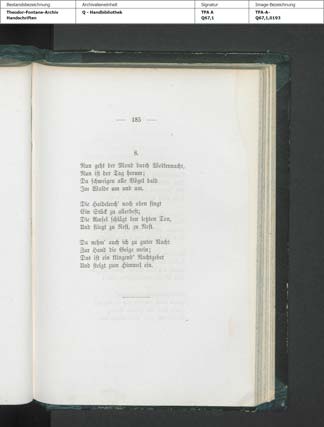 Bestandsbezeichnung Archivalieneinheit Signatur Image-Bezeichnung
Theodor-Fontane-Archiv Q - Handbibliothek TFA A TFA-A-
Handschriften Q67,1 Q67,1,0193
— 185 —
8.
Nun geht der Mond durch Wolkennacht,
Nun ist der Tag herum;
Da schweigen alle Vögel bald
Im Walde um und um.
Die Haidelerch' noch oben singt
Ein Stück zu allerbest;
Die Amsel schlägt den letzten Ton,
Und fliegt zu Nest, zu Nest.
Da nehm' auch ich zu guter Nacht
Zur Hand die Geige mein;
Das ist ein klingend' Nachtgebet
Und steigt zum Himmel ein.